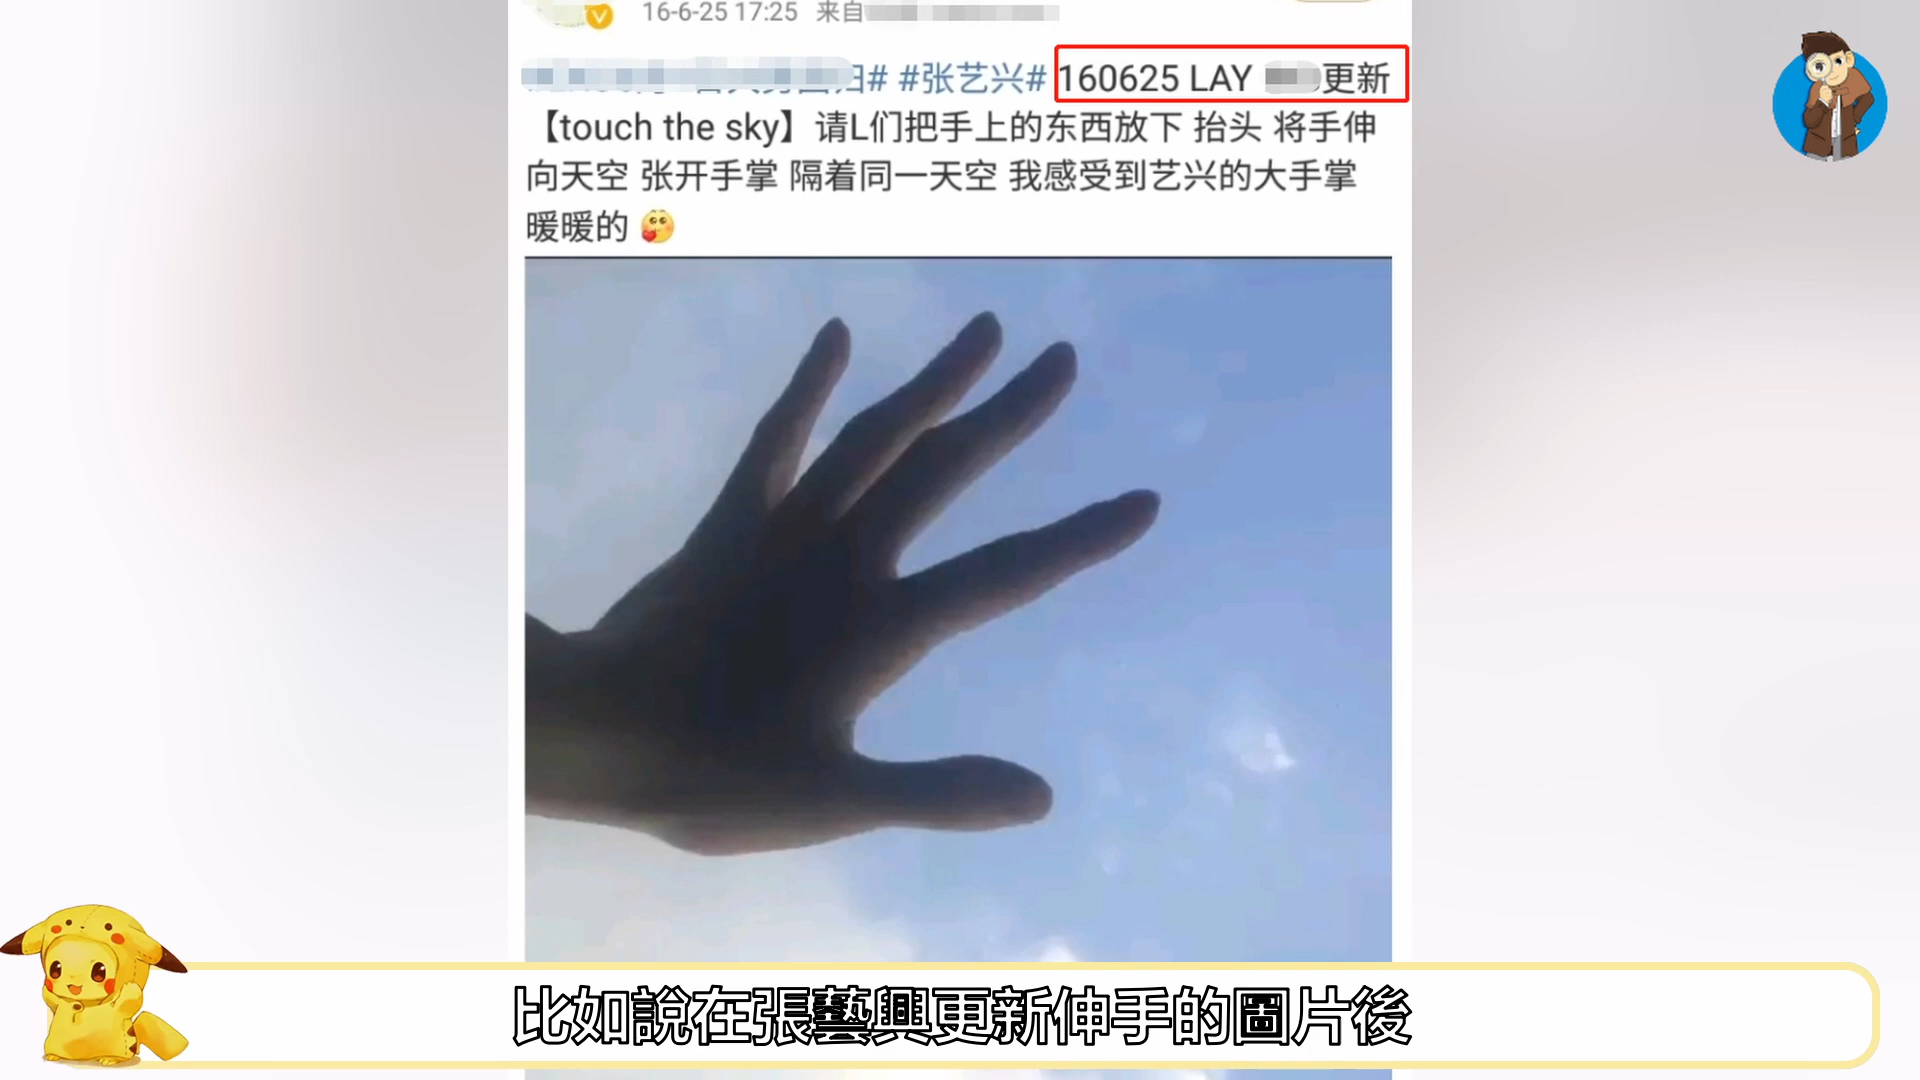 16-6-25 17:25 来自
# #张艺兴# 160625 LAY 更新
【touch the sky】请L们把手上的东西放下 抬头 将手伸
向天空 张开手掌 隔着同一天空 我感受到艺兴的大手掌
暖暖的
比如說在張藝興更新伸手的圖片後